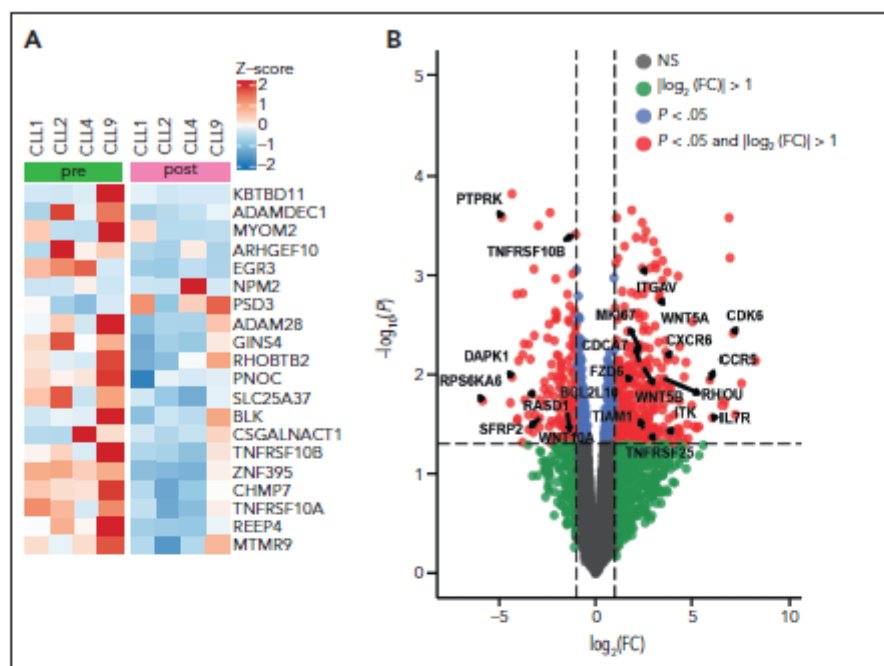 A
Z–score
2
1
0
−1
−2
CLL1
CLL2
CLL4
CLL9
CLL1
CLL2
CLL4
CLL9
pre
post
KBTBD11
ADAMDEC1
MYOM2
ARHGEF10
EGR3
NPM2
PSD3
ADAM28
GINS4
RHOBTB2
PNOC
SLC25A37
BLK
CSGALNACT1
TNFRSF10B
ZNF395
CHMP7
TNFRSF10A
REEP4
MTMR9
B
NS
|log2 (FC)| > 1
P < .05
P < .05 and |log2 (FC)| > 1
−log10(P)
5
4
3
2
1
0
PTPRK
TNFRSF10B
ITGAV
WNT5A
MKI67
CDK6
CDCA7
CXCR6
DAPK1
FZD6
CCR5
RPS6KA6
BCL2L10
WNT5B
RHOU
RASD1
TIAM1
ITK
IL7R
SFRP2
WNT10A
TNFRSF25
−5
0
5
10
log2(FC)